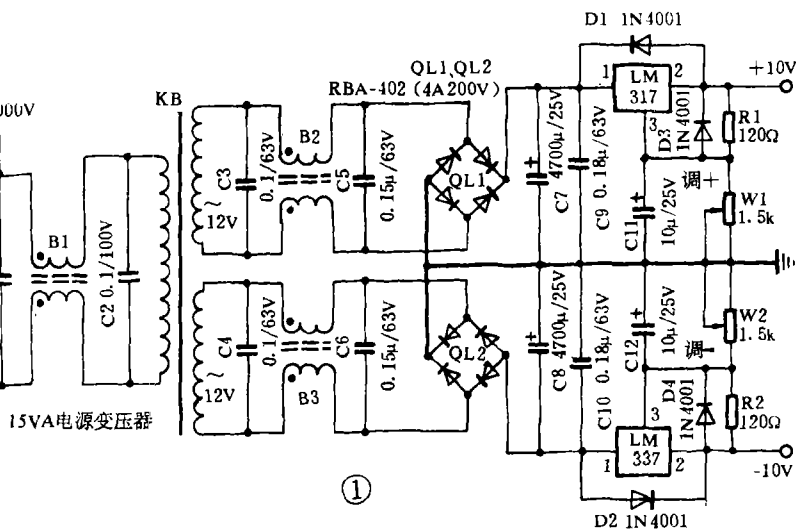 D1 1N4001
QL1、QL2
RBA-402 (4A200V)
1
LM
317
2
3
+10V
000V
KB
B2
C3
0.1/63V
C5
0.15μ/63V
QL1
C7
4700μ/25V
C9 0.18μ/63V
D3
1N4001
R1
120Ω
调+
C11
10μ/25V
W1
1.5k
~
12V
B1
C2 0.1/100V
C4
0.1/63V
C6
0.15μ/63V
QL2
C8 4700μ/25V
C10 0.18μ/63V
C12
10μ/25V
W2
1.5k
调-
D4
1N4001
R2
120Ω
~
12V
B3
15VA电源变压器
1
3
LM
337
2
-10V
①
D2 1N4001